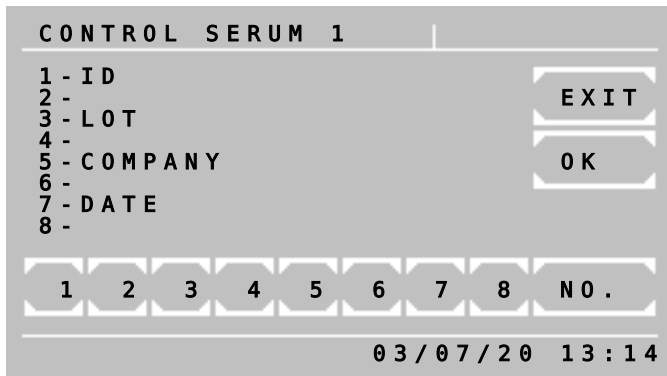 CONTROL SERUM 1
1-ID
2-
3-LOT
4-
5-COMPANY
6-
7-DATE
8-
EXIT
OK
1 2 3 4 5 6 7 8 NO.
03/07/20 13:14